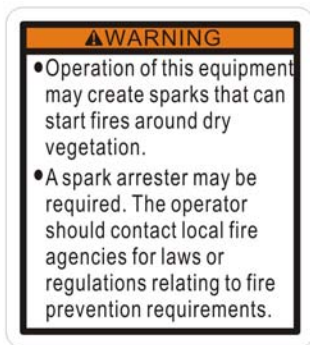 ⚠WARNING
●Operation of this equipment
may create sparks that can
start fires around dry
vegetation.
●A spark arrester may be
required. The operator
should contact local fire
agencies for laws or
regulations relating to fire
prevention requirements.